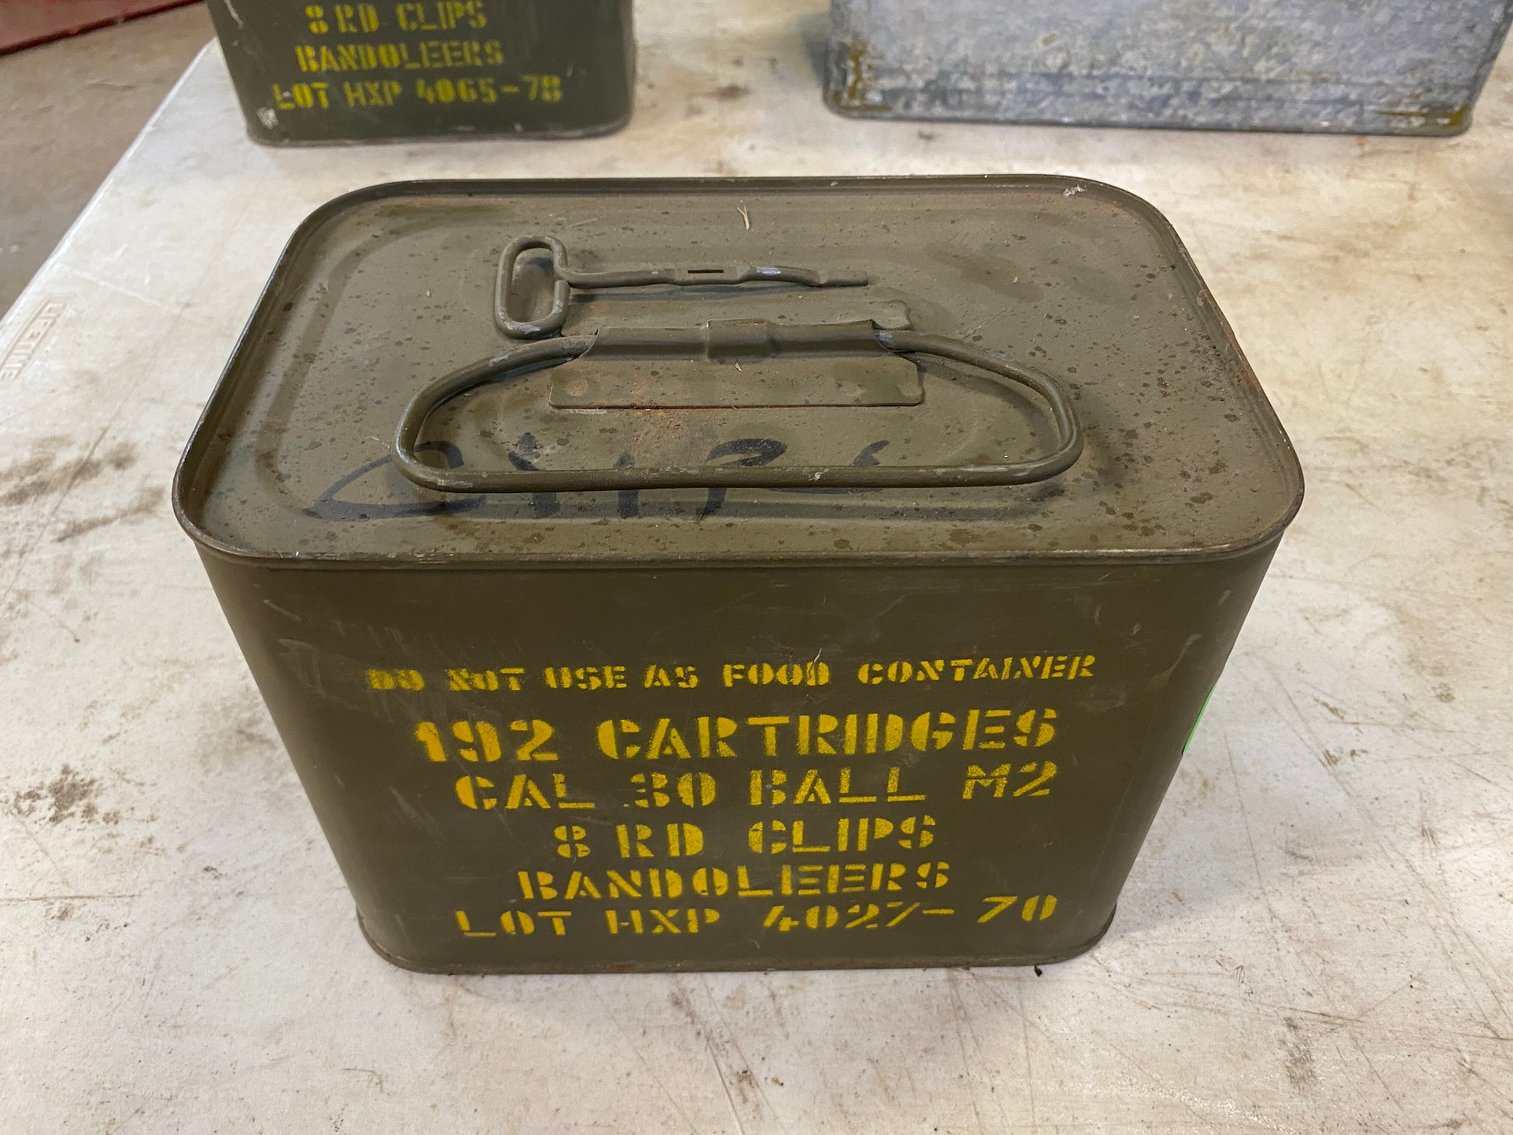 8 RD CLIPS
BANDOLEERS
LOT HXP 4065-78
LIFETIME
DO NOT USE AS FOOD CONTAINER
192 CARTRIDGES
CAL 30 BALL M2
8 RD CLIPS
BANDOLEERS
LOT HXP 4027-70